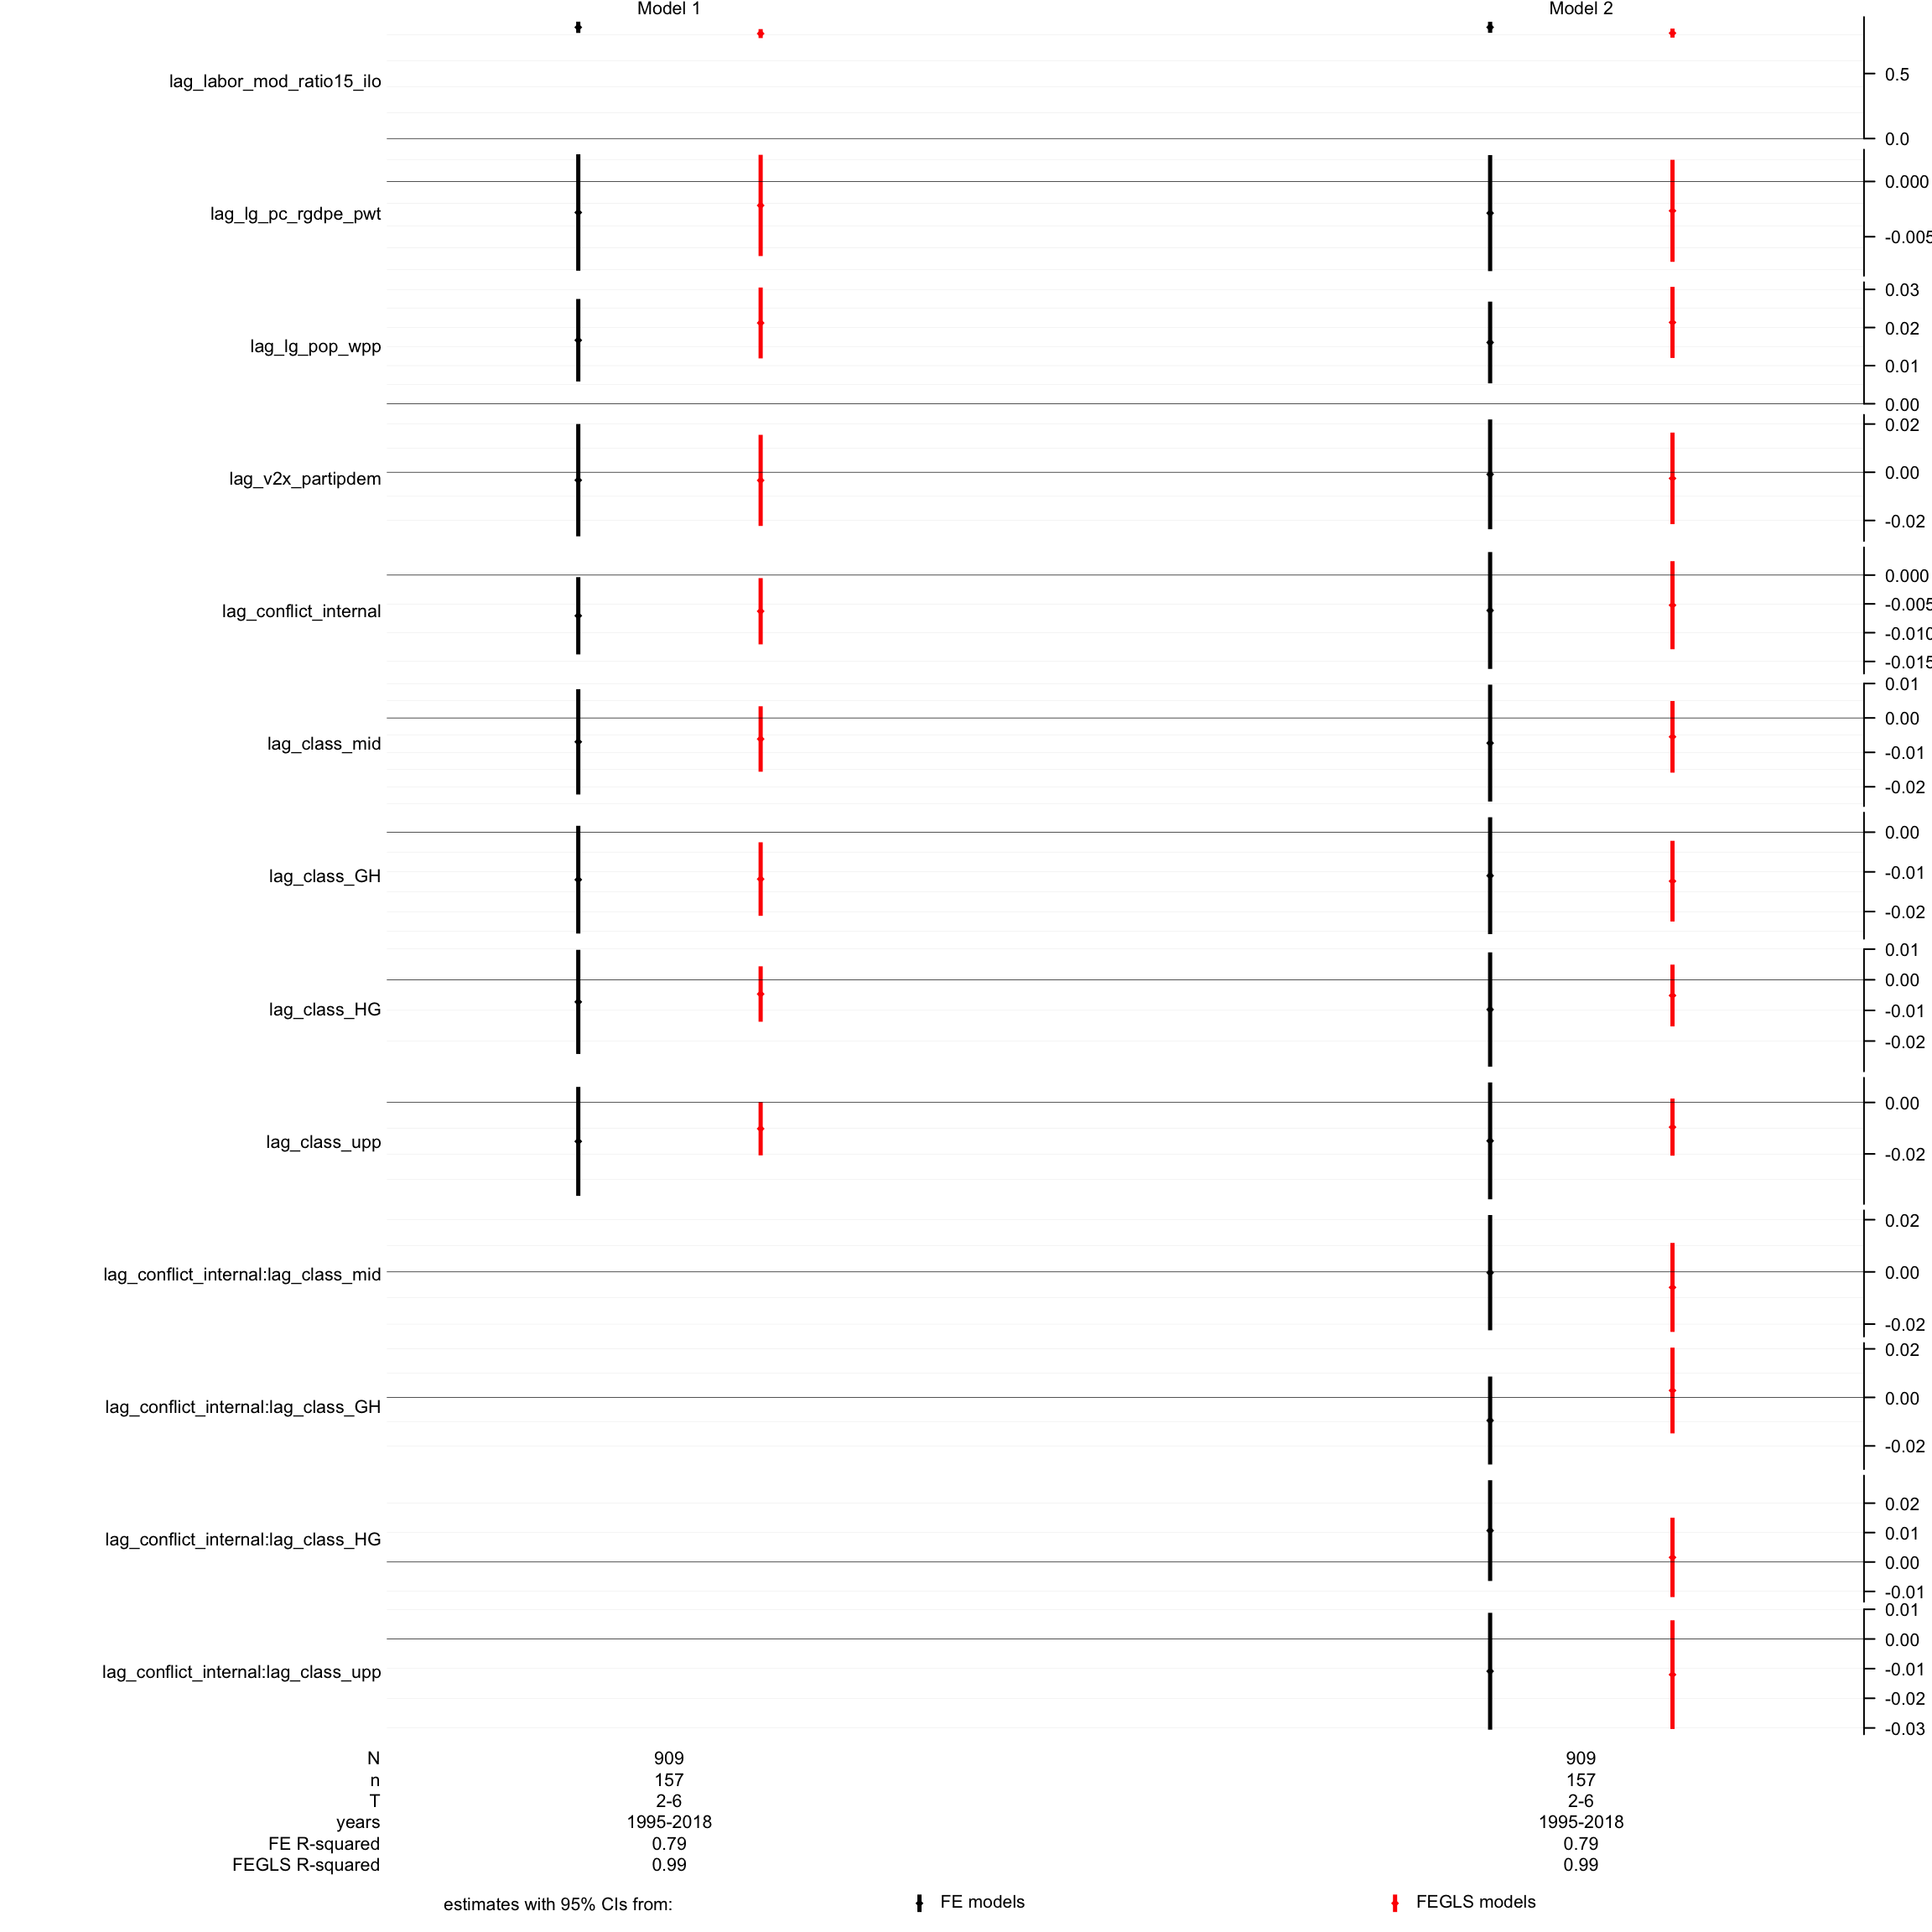 Model 1 Model 2
lag_labor_mod_ratio15_ilo
0.5
0.0
lag_lg_pc_rgdpe_pwt
0.000
-0.005
lag_lg_pop_wpp
0.03
0.02
0.01
0.00
lag_v2x_partipdem
0.02
0.00
-0.02
lag_conflict_internal
0.000
-0.005
-0.010
-0.015
lag_class_mid
0.01
0.00
-0.01
-0.02
lag_class_GH
0.00
-0.01
-0.02
lag_class_HG
0.01
0.00
-0.01
-0.02
lag_class_upp
0.00
-0.02
lag_conflict_internal:lag_class_mid
0.02
0.00
-0.02
lag_conflict_internal:lag_class_GH
0.02
0.00
-0.02
lag_conflict_internal:lag_class_HG
0.02
0.01
0.00
-0.01
lag_conflict_internal:lag_class_upp
0.01
0.00
-0.01
-0.02
-0.03
N 909 909
n 157 157
T 2-6 2-6
years 1995-2018 1995-2018
FE R-squared 0.79 0.79
FEGLS R-squared 0.99 0.99
estimates with 95% CIs from: FE models FEGLS models